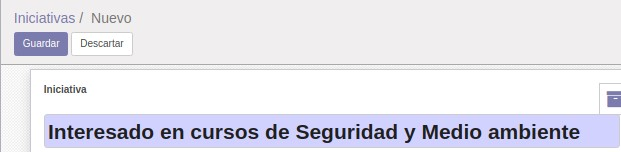 Iniciativas / Nuevo
Guardar Descartar
Iniciativa
Interesado en cursos de Seguridad y Medio ambiente